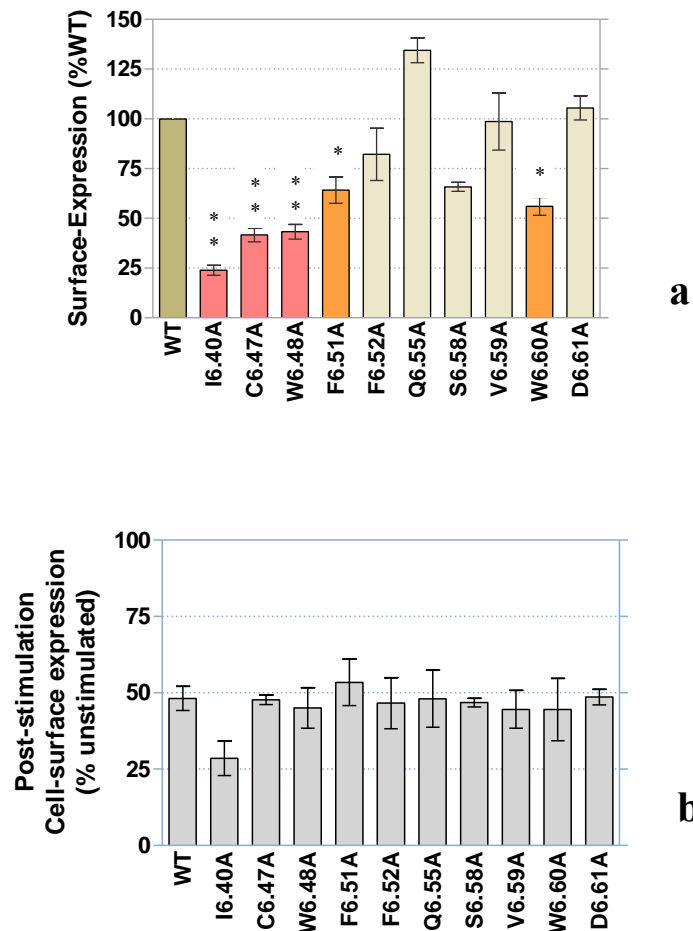 Surface-Expression (%WT)
150
125
100
75
50
25
0
* *
* *
* *
*
*
WT
I6.40A
C6.47A
W6.48A
F6.51A
F6.52A
Q6.55A
S6.58A
V6.59A
W6.60A
D6.61A
a
Post-stimulation
Cell-surface expression
(% unstimulated)
100
75
50
25
0
WT
I6.40A
C6.47A
W6.48A
F6.51A
F6.52A
Q6.55A
S6.58A
V6.59A
W6.60A
D6.61A
b